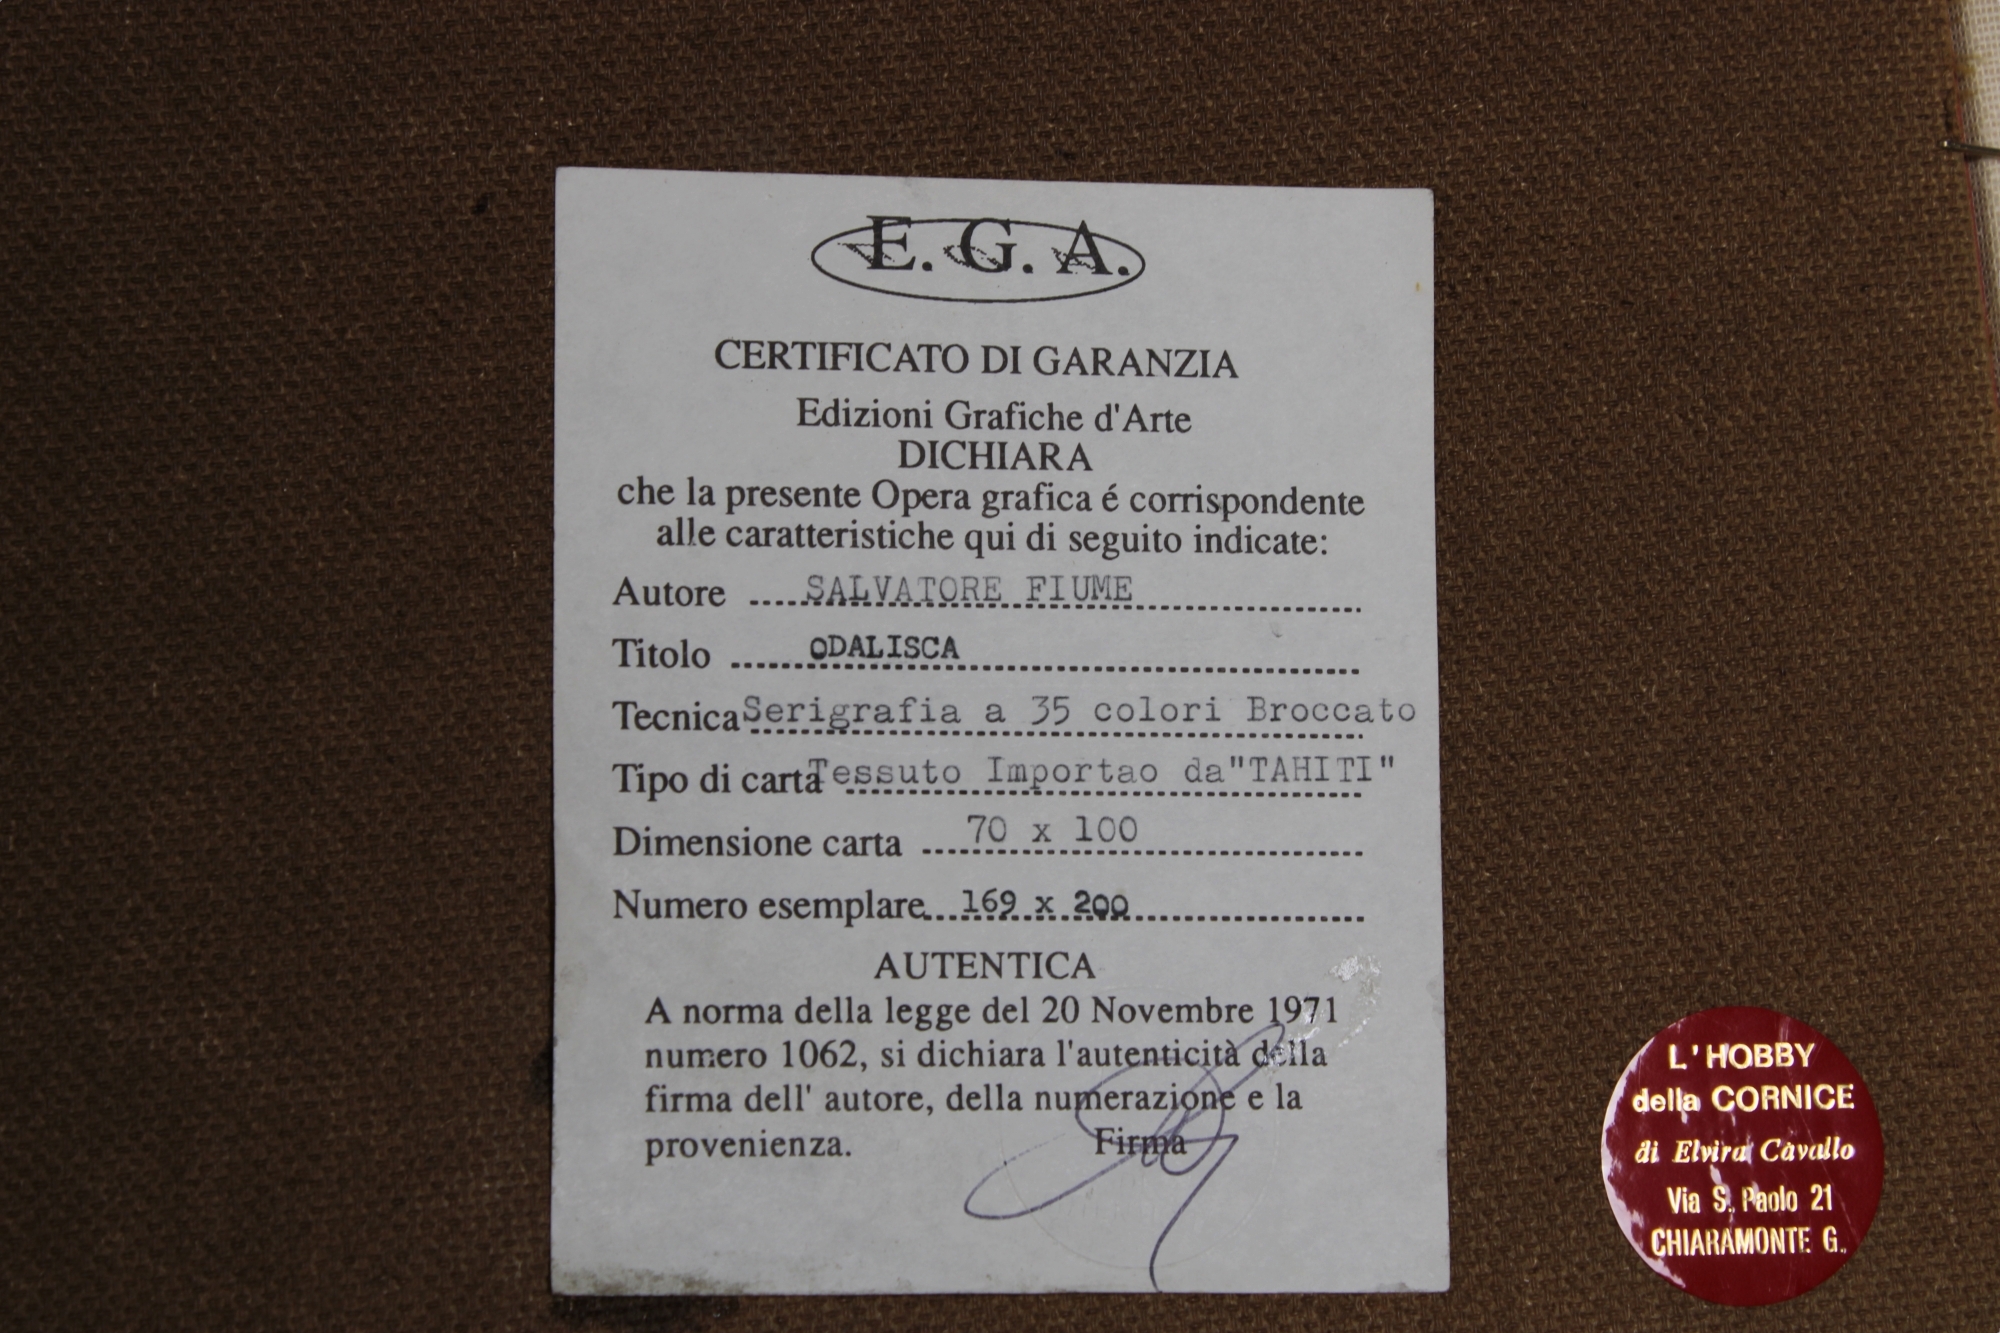 E. G. A.
CERTIFICATO DI GARANZIA
Edizioni Grafiche d'Arte
DICHIARA
che la presente Opera grafica é corrispondente
alle caratteristiche qui di seguito indicate:
Autore .....SALVATORE FIUME
Titolo ...... ODALISCA
Tecnica Serigrafia a 35 colori Broccato
Tipo di carta Tessuto Importao da"TAHITI"
Dimensione carta ... 70 x 100
Numero esemplare... 169 x 200
AUTENTICA
A norma della legge del 20 Novembre 1971
numero 1062, si dichiara l'autenticità della
firma dell' autore, della numerazione e la
provenienza. Firma
L'HOBBY
della CORNICE
di Elvira Cavallo
Via S. Paolo 21
CHIARAMONTE G.